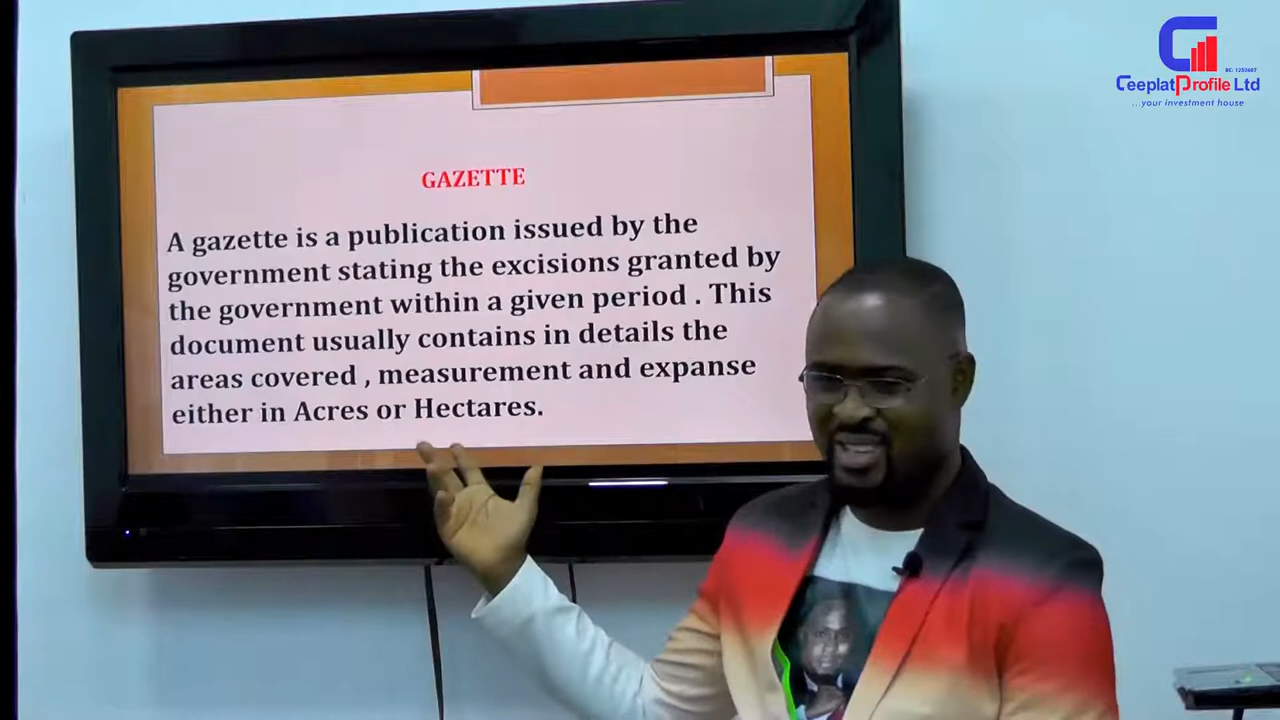 GAZETTE
A gazette is a publication issued by the
government stating the excisions granted by
the government within a given period . This
document usually contains in details the
areas covered , measurement and expanse
either in Acres or Hectares.
RC: 1252607
CeeplatProfile Ltd
...your investment house